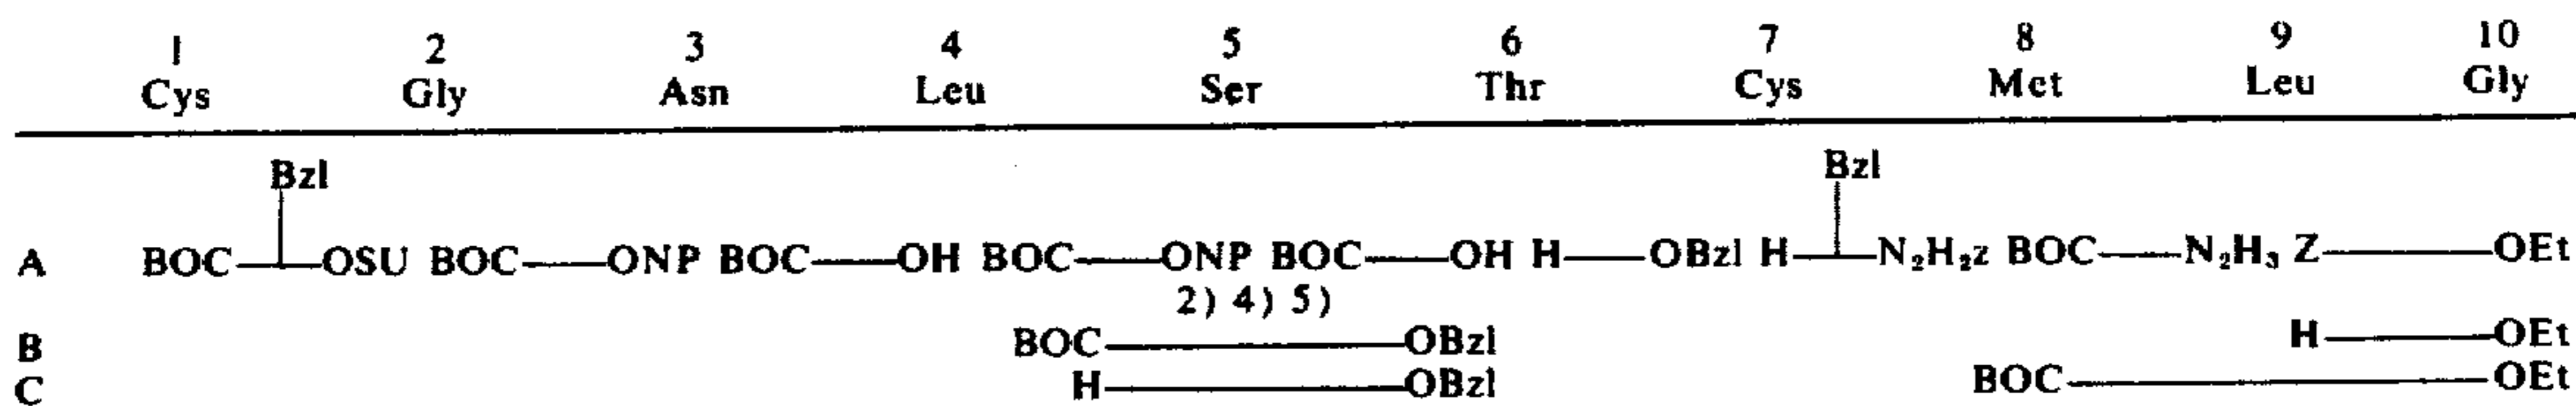 1 2 3 4 5 6 7 8 9 10
Cys Gly Asn Leu Ser Thr Cys Met Leu Gly
Bzl Bzl
A BOC OSU BOC ONP BOC OH BOC ONP BOC OH H OBzl H N₂H₂z BOC N₂H₃ Z OEt
2) 4) 5)
B BOC OBzl H OEt
C H OBzl BOC OEt